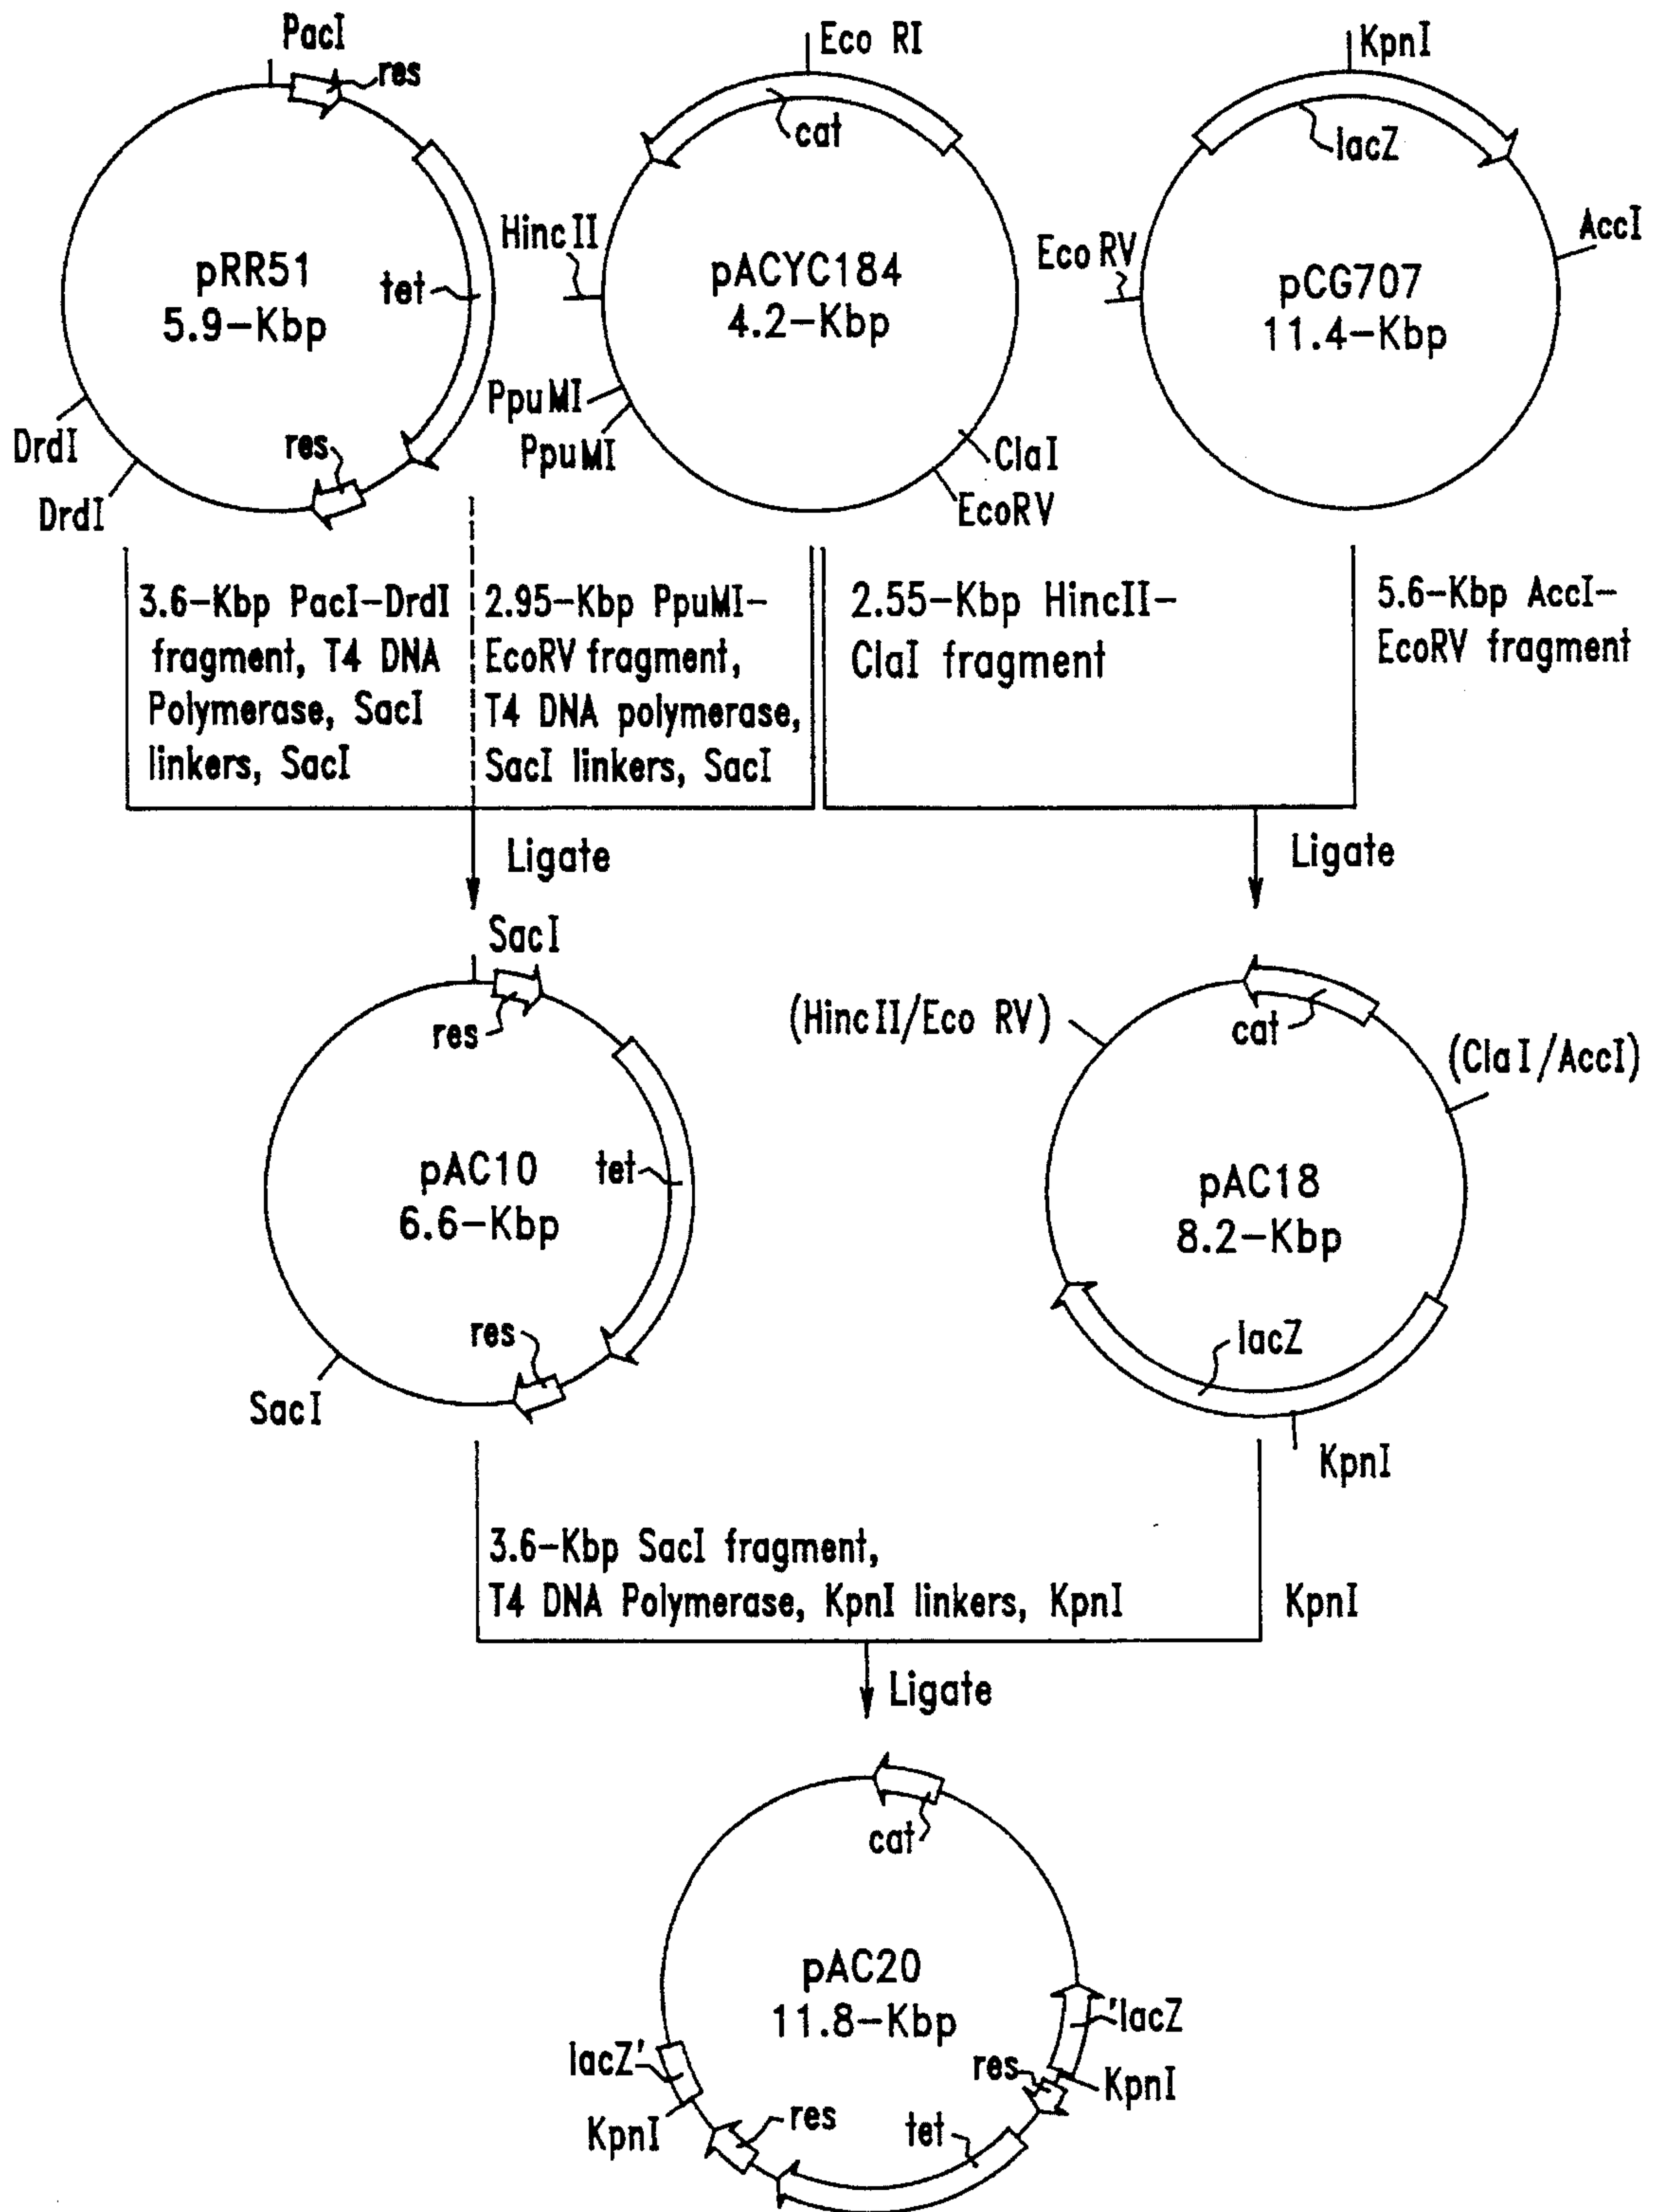 PacI
res
pRR51
5.9-Kbp
tet
DrdI
DrdI
res
Eco RI
cat
HincII
pACYC184
4.2-Kbp
PpuMI
PpuMI
ClaI
EcoRV
KpnI
lacZ
AccI
Eco RV
pCG707
11.4-Kbp
3.6-Kbp PacI-DrdI
fragment, T4 DNA
Polymerase, SacI
linkers, SacI
2.95-Kbp PpuMI-
EcoRV fragment,
T4 DNA polymerase,
SacI linkers, SacI
2.55-Kbp HincII-
ClaI fragment
5.6-Kbp AccI-
EcoRV fragment
Ligate
Ligate
SacI
res
pAC10
6.6-Kbp
tet
res
SacI
(HincII/Eco RV)
cat
(ClaI/AccI)
pAC18
8.2-Kbp
lacZ
KpnI
3.6-Kbp SacI fragment,
T4 DNA Polymerase, KpnI linkers, KpnI
KpnI
Ligate
cat
pAC20
11.8-Kbp
'lacZ
lacZ'
res
KpnI
KpnI
res
tet